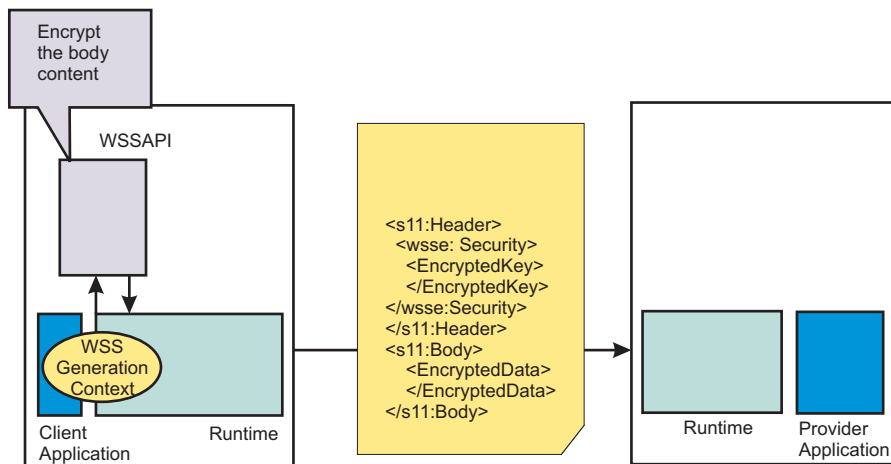 Encrypt
the body
content
WSSAPI
WSS
Generation
Context
Client
Application
Runtime
<s11:Header>
<wsse: Security>
<EncryptedKey>
</EncryptedKey>
</wsse:Security>
</s11:Header>
<s11:Body>
<EncryptedData>
</EncryptedData>
</s11:Body>
Runtime
Provider
Application